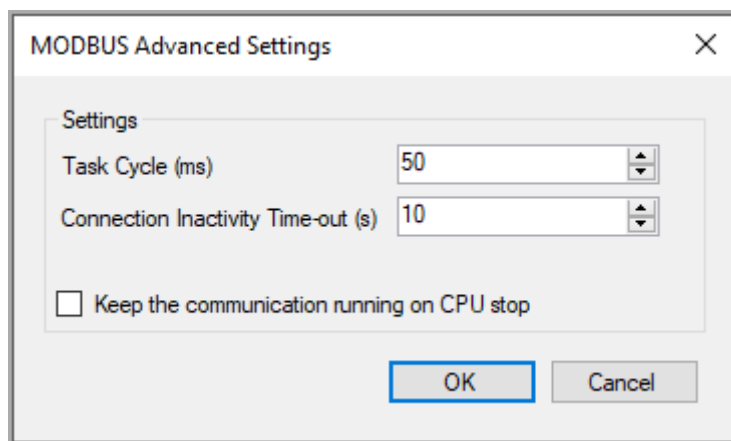 MODBUS Advanced Settings
Settings
Task Cycle (ms) 50
Connection Inactivity Time-out (s) 10
Keep the communication running on CPU stop
OK Cancel